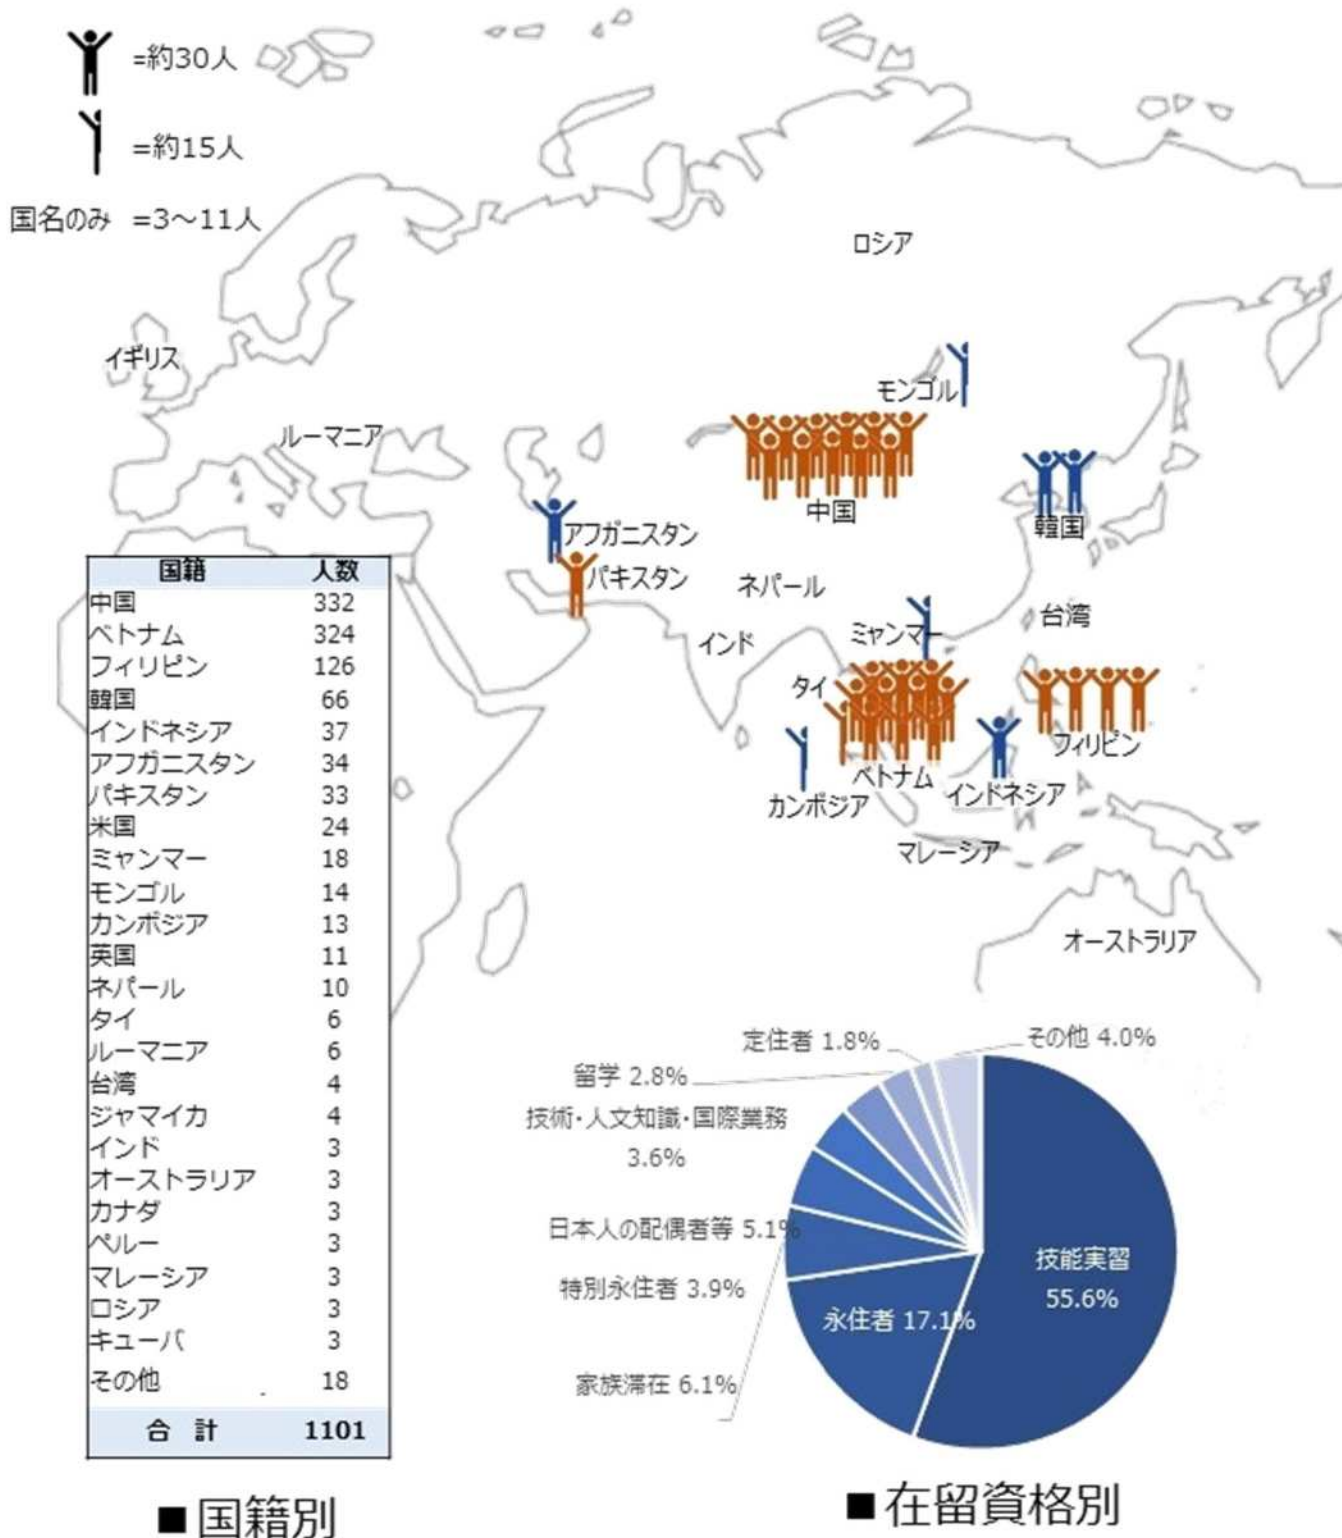 =約30人
=約15人
国名のみ =3～11人
ロシア
イギリス
モンゴル
ルーマニア
中国
韓国
アフガニスタン
パキスタン
ネパール
台湾
ミャンマー
インド
タイ
フィリピン
ベトナム
インドネシア
カンボジア
マレーシア
オーストラリア
国籍 人数
中国 332
ベトナム 324
フィリピン 126
韓国 66
インドネシア 37
アフガニスタン 34
パキスタン 33
米国 24
ミャンマー 18
モンゴル 14
カンボジア 13
英国 11
ネパール 10
タイ 6
ルーマニア 6
台湾 4
ジャマイカ 4
インド 3
オーストラリア 3
カナダ 3
ペルー 3
マレーシア 3
ロシア 3
キューバ 3
その他 18
合 計 1101
■国籍別
定住者 1.8%
その他 4.0%
留学 2.8%
技術・人文知識・国際業務
3.6%
日本人の配偶者等 5.1%
特別永住者 3.9%
家族滞在 6.1%
永住者 17.1%
技能実習
55.6%
■在留資格別